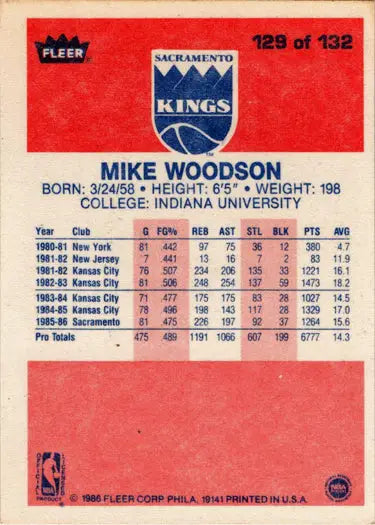 FLEER
129 of 132
SACRAMENTO
KINGS
TM
MIKE WOODSON
BORN: 3/24/58 • HEIGHT: 6'5" • WEIGHT: 198
COLLEGE: INDIANA UNIVERSITY
Year Club G FG% REB AST STL BLK PTS AVG
1980-81 New York 81 .442 97 75 36 12 380 4.7
1981-82 New Jersey 7 .441 13 16 7 2 83 11.9
1981-82 Kansas City 76 .507 234 206 135 33 1221 16.1
1982-83 Kansas City 81 .506 248 254 137 59 1473 18.2
1983-84 Kansas City 71 .477 175 175 83 28 1027 14.5
1984-85 Kansas City 78 .496 198 143 117 28 1329 17.0
1985-86 Sacramento 81 .475 226 197 92 37 1264 15.6
Pro Totals 475 .489 1191 1066 607 199 6777 14.3
OFFICIAL LICENSED
NBA
PRODUCT
© 1986 FLEER CORP PHILA. 19141 PRINTED IN U.S.A.
NBA